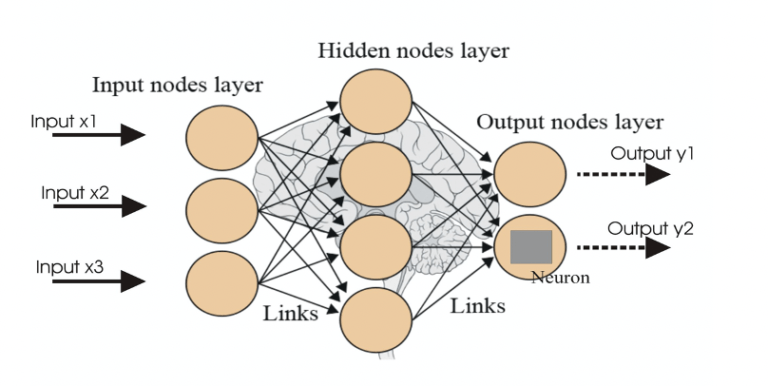 Hidden nodes layer
Input nodes layer
Input x1
Output nodes layer
Output y1
Input x2
Output y2
Input x3
Neuron
Links
Links